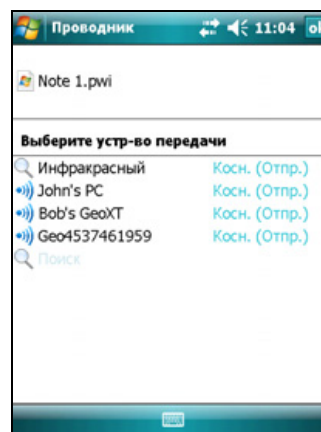 Проводник 11:04 ok
Note 1.pwi
Выберите устр-во передачи
Инфракрасный Косн. (Отпр.)
John's PC Косн. (Отпр.)
Bob's GeoXT Косн. (Отпр.)
Geo4537461959 Косн. (Отпр.)
Поиск